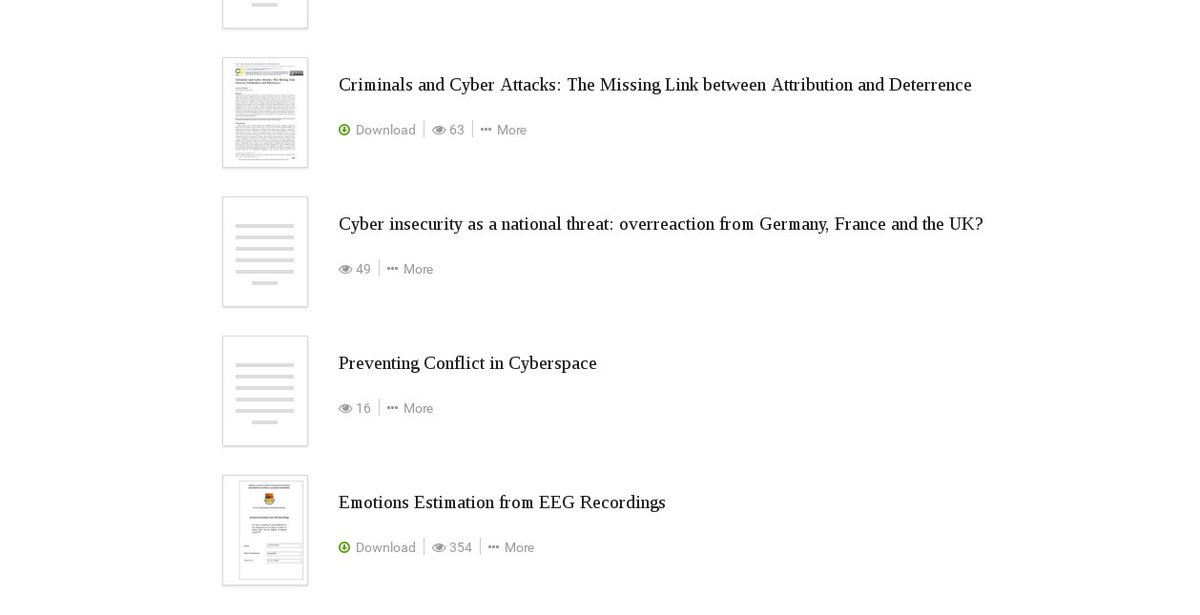 Criminals and Cyber Attacks: The Missing Link between Attribution and Deterrence
Download 63 More
Cyber insecurity as a national threat: overreaction from Germany, France and the UK?
49 More
Preventing Conflict in Cyberspace
16 More
Emotions Estimation from EEG Recordings
Download 354 More